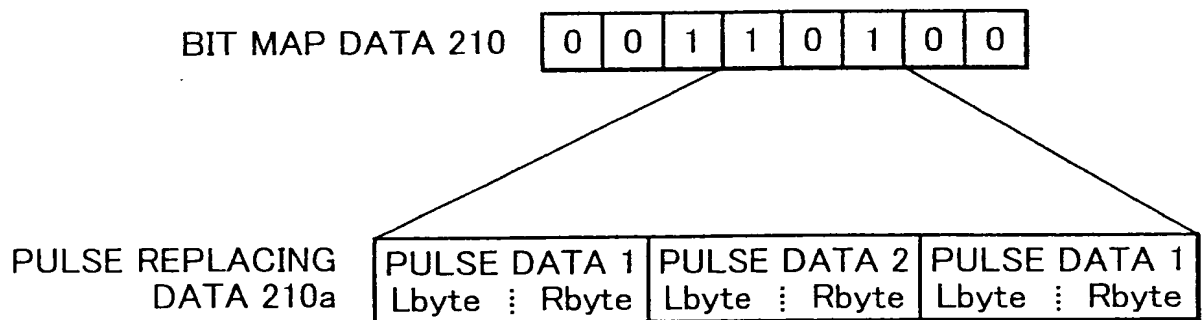 BIT MAP DATA 210 0 0 1 1 0 1 0 0
PULSE REPLACING DATA 210a
PULSE DATA 1 PULSE DATA 2 PULSE DATA 1
Lbyte ⋮ Rbyte Lbyte ⋮ Rbyte Lbyte ⋮ Rbyte